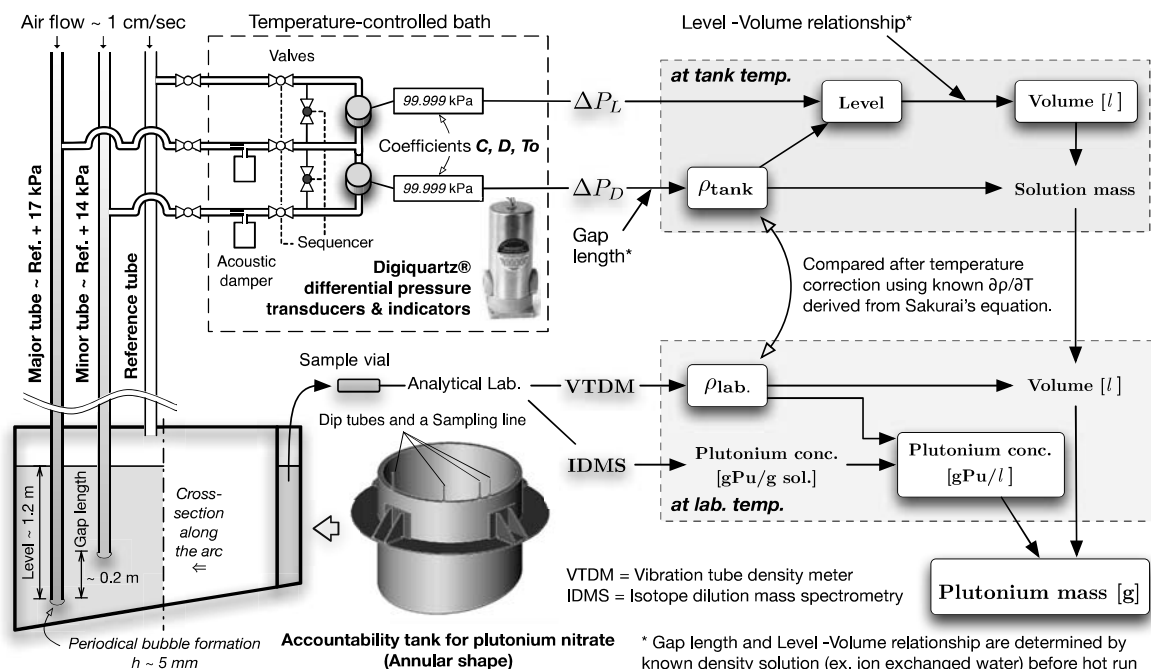 Air flow ~ 1 cm/sec
Temperature-controlled bath
Valves
99.999 kPa
Coefficients C, D, To
99.999 kPa
Sequencer
Acoustic
damper
Digiquartz®
differential pressure
transducers & indicators
Major tube ~ Ref. + 17 kPa
Minor tube ~ Ref. + 14 kPa
Reference tube
Level -Volume relationship*
at tank temp.
ΔP_L
Level
Volume [l]
ΔP_D
ρtank
Solution mass
Gap
length*
Compared after temperature
correction using known ∂ρ/∂T
derived from Sakurai's equation.
Sample vial
Analytical Lab.
VTDM
ρlab.
Volume [l]
Dip tubes and a Sampling line
IDMS
Plutonium conc.
[gPu/g sol.]
Plutonium conc.
[gPu/l]
at lab. temp.
Level ~ 1.2 m
Gap length
~ 0.2 m
Cross-
section
along
the arc
⇐
Periodical bubble formation
h ~ 5 mm
Accountability tank for plutonium nitrate
(Annular shape)
VTDM = Vibration tube density meter
IDMS = Isotope dilution mass spectrometry
Plutonium mass [g]
* Gap length and Level -Volume relationship are determined by
known density solution (ex. ion exchanged water) before hot run